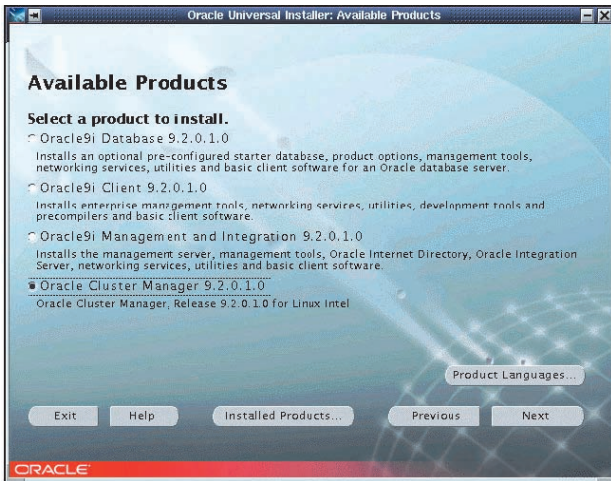 Oracle Universal Installer: Available Products
Available Products
Select a product to install.
Oracle9i Database 9.2.0.1.0
Installs an optional pre-configured starter database, product options, management tools,
networking services, utilities and basic client software for an Oracle database server.
Oracle9i Client 9.2.0.1.0
Installs enterprise management tools, networking services, utilities, development tools and
precompilers and basic client software.
Oracle9i Management and Integration 9.2.0.1.0
Installs the management server, management tools, Oracle Internet Directory, Oracle Integration
Server, networking services, utilities and basic client software.
Oracle Cluster Manager 9.2.0.1.0
Oracle Cluster Manager, Release 9.2.0.1.0 for Linux Intel
Product Languages...
Exit Help Installed Products... Previous Next
ORACLE